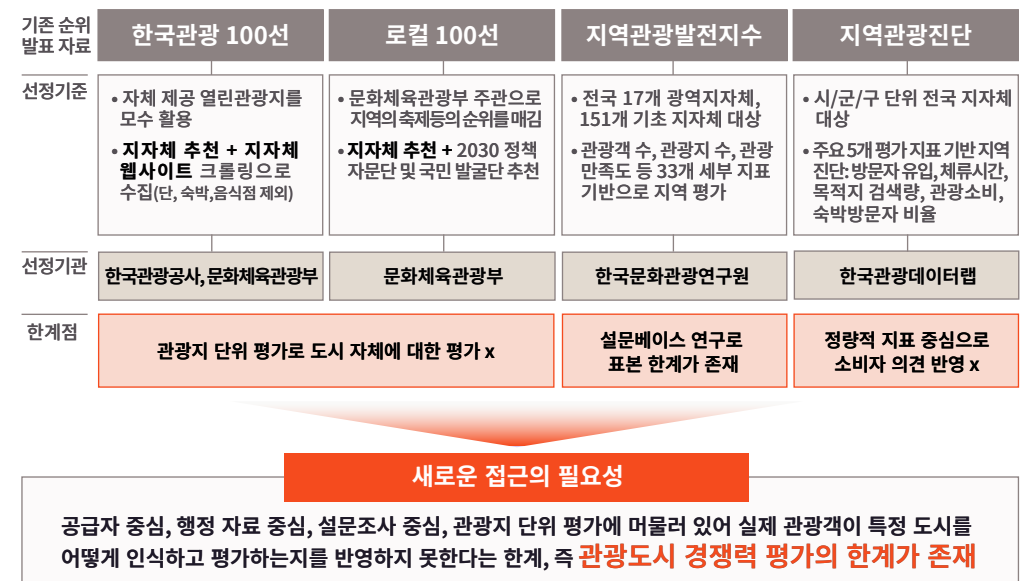 기존 순위
발표 자료
한국관광 100선
로컬 100선
지역관광발전지수
지역관광진단
선정기준
• 자체 제공 열린관광지를
모수 활용
• 지자체 추천 + 지자체
웹사이트 크롤링으로
수집(단, 숙박,음식점 제외)
• 문화체육관광부 주관으로
지역의 축제등의 순위를 매김
• 지자체 추천 + 2030 정책
자문단 및 국민 발굴단 추천
• 전국 17개 광역지자체,
151개 기초 지자체 대상
• 관광객 수, 관광지 수, 관광
만족도 등 33개 세부 지표
기반으로 지역 평가
• 시/군/구 단위 전국 지자체
대상
• 주요 5개 평가 지표 기반 지역
진단: 방문자 유입, 체류시간,
목적지 검색량, 관광소비,
숙박방문자 비율
선정기관
한국관광공사, 문화체육관광부
문화체육관광부
한국문화관광연구원
한국관광데이터랩
한계점
관광지 단위 평가로 도시 자체에 대한 평가 x
설문베이스 연구로
표본 한계가 존재
정량적 지표 중심으로
소비자 의견 반영 x
새로운 접근의 필요성
공급자 중심, 행정 자료 중심, 설문조사 중심, 관광지 단위 평가에 머물러 있어 실제 관광객이 특정 도시를
어떻게 인식하고 평가하는지를 반영하지 못한다는 한계, 즉 관광도시 경쟁력 평가의 한계가 존재